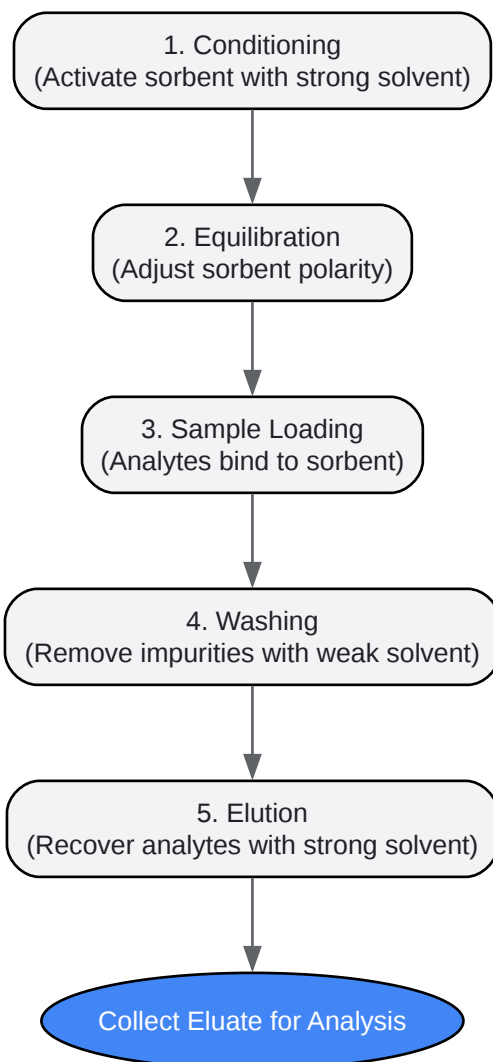 1. Conditioning
(Activate sorbent with strong solvent)
2. Equilibration
(Adjust sorbent polarity)
3. Sample Loading
(Analytes bind to sorbent)
4. Washing
(Remove impurities with weak solvent)
5. Elution
(Recover analytes with strong solvent)
Collect Eluate for Analysis